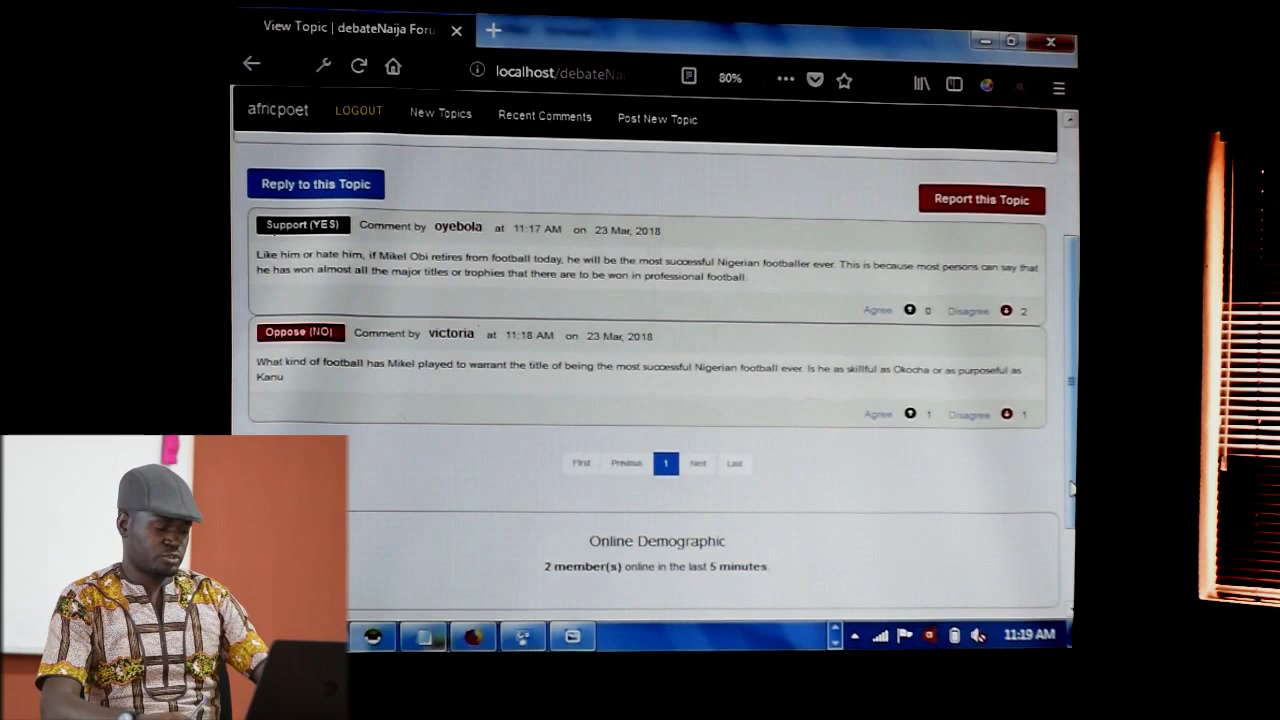 View Topic | debateNaija Foru
localhost/debateNa
80%
africpoet LOGOUT New Topics Recent Comments Post New Topic
Reply to this Topic
Report this Topic
Support (YES) Comment by oyebola at 11:17 AM on 23 Mar, 2018
Like him or hate him, if Mikel Obi retires from football today, he will be the most successful Nigerian footballer ever. This is because most persons can say that
he has won almost all the major titles or trophies that there are to be won in professional football.
Agree 0 Disagree 2
Oppose (NO) Comment by victoria at 11:18 AM on 23 Mar, 2018
What kind of football has Mikel played to warrant the title of being the most successful Nigerian football ever. Is he as skillful as Okocha or as purposeful as
Kanu
Agree 1 Disagree 1
First Previous 1 Next Last
Online Demographic
2 member(s) online in the last 5 minutes.
11:19 AM